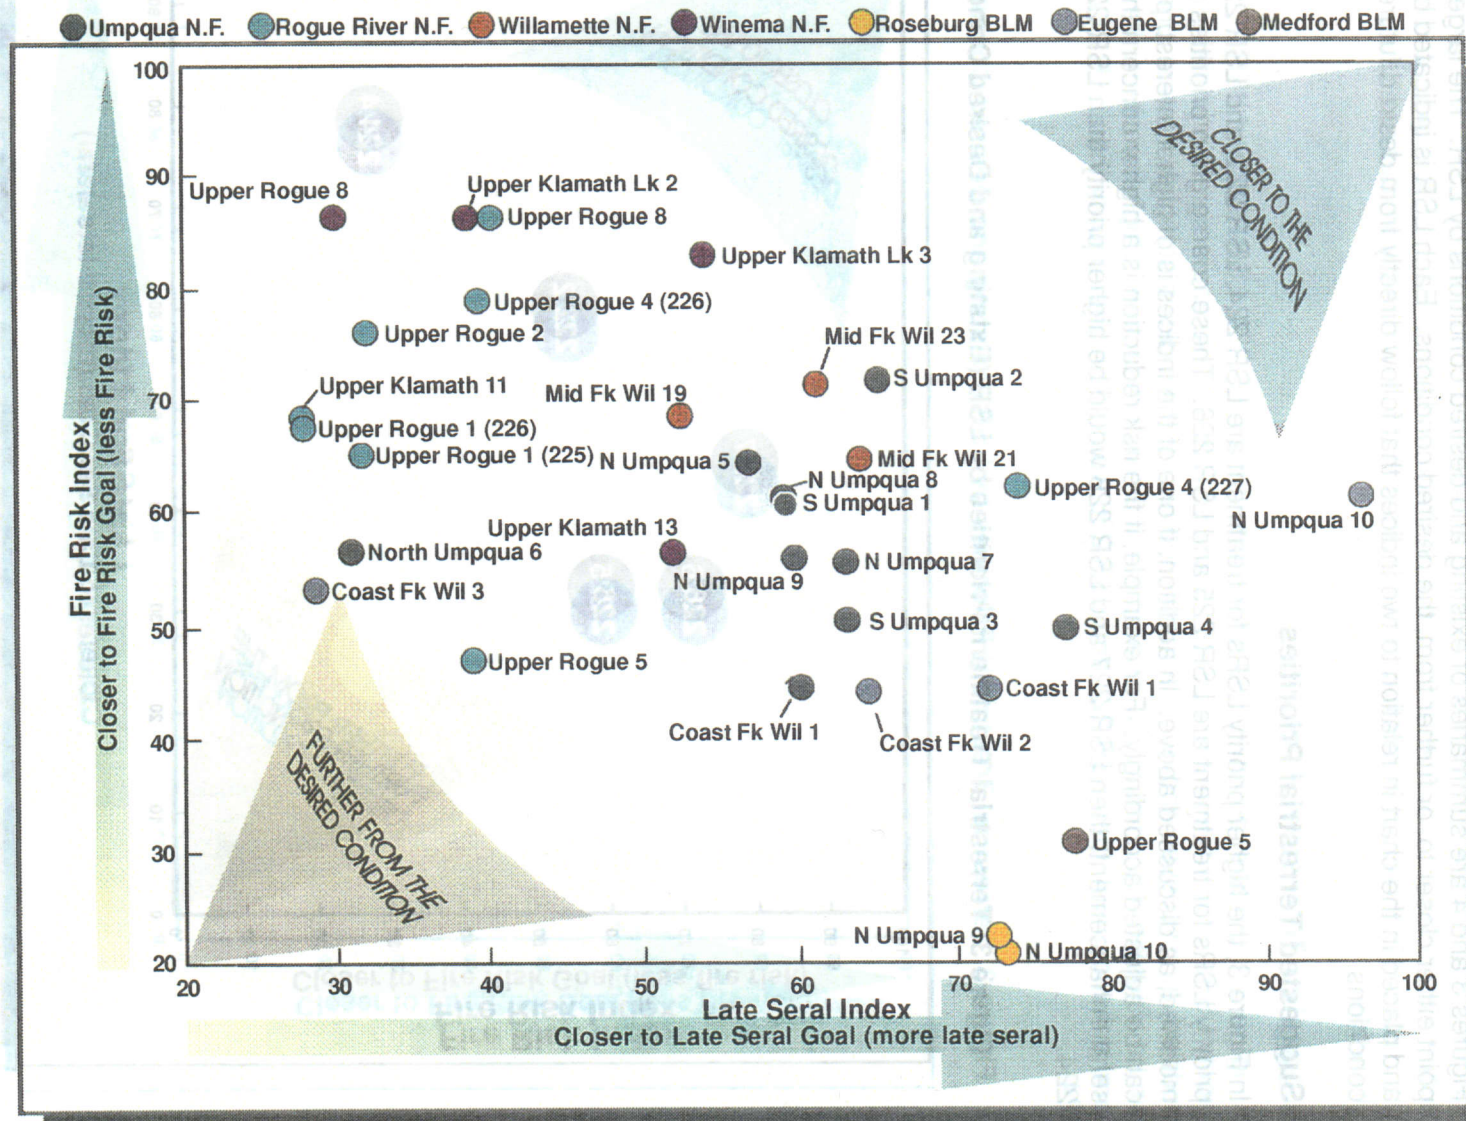 Umpqua N.F. Rogue River N.F. Willamette N.F. Winema N.F. Roseburg BLM Eugene BLM Medford BLM
Fire Risk Index
Closer to Fire Risk Goal (less Fire Risk)
100
90
80
70
60
50
40
30
20
CLOSER TO THE
DESIRED CONDITION
Upper Rogue 8
Upper Klamath Lk 2
Upper Rogue 8
Upper Klamath Lk 3
Upper Rogue 4 (226)
Upper Rogue 2
Mid Fk Wil 23
S Umpqua 2
Upper Klamath 11
Mid Fk Wil 19
Upper Rogue 1 (226)
Upper Rogue 1 (225)
N Umpqua 5
Mid Fk Wil 21
N Umpqua 8
S Umpqua 1
Upper Rogue 4 (227)
N Umpqua 10
Upper Klamath 13
North Umpqua 6
N Umpqua 9
N Umpqua 7
Coast Fk Wil 3
S Umpqua 3
S Umpqua 4
Upper Rogue 5
Coast Fk Wil 1
Coast Fk Wil 1
Coast Fk Wil 2
FURTHER FROM THE
DESIRED CONDITION
Upper Rogue 5
N Umpqua 9
N Umpqua 10
20 30 40 50 60 70 80 90 100
Late Seral Index
Closer to Late Seral Goal (more late seral)